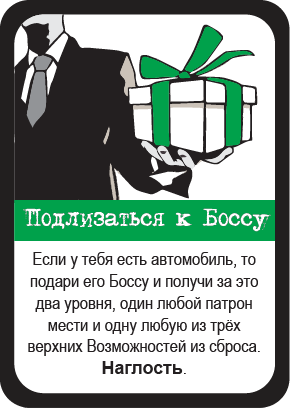 Подлизаться к Боссу
Если у тебя есть автомобиль, то
подари его Боссу и получи за это
два уровня, один любой патрон
мести и одну любую из трёх
верхних Возможностей из сброса.
Наглость.